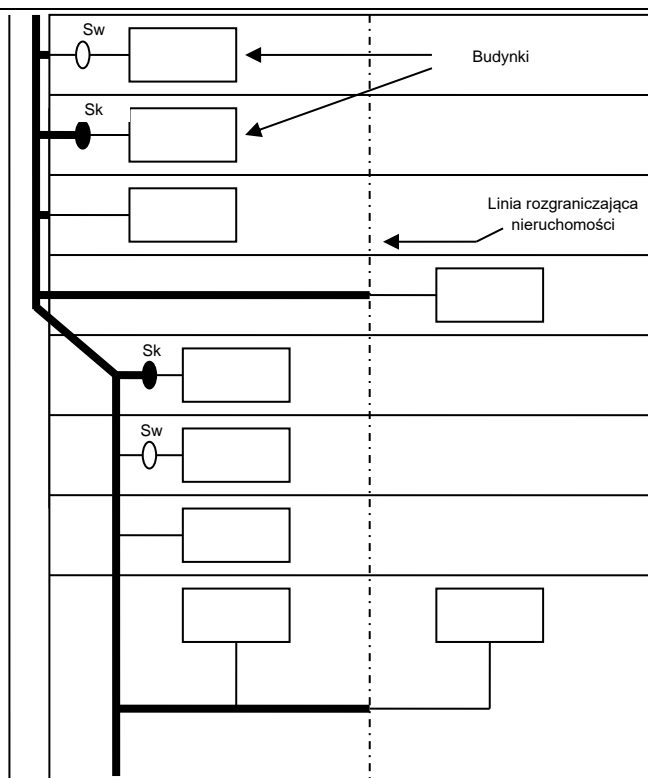 Sw
Budynki
Sk
Linia rozgraniczająca
nieruchomości
Sk
Sw